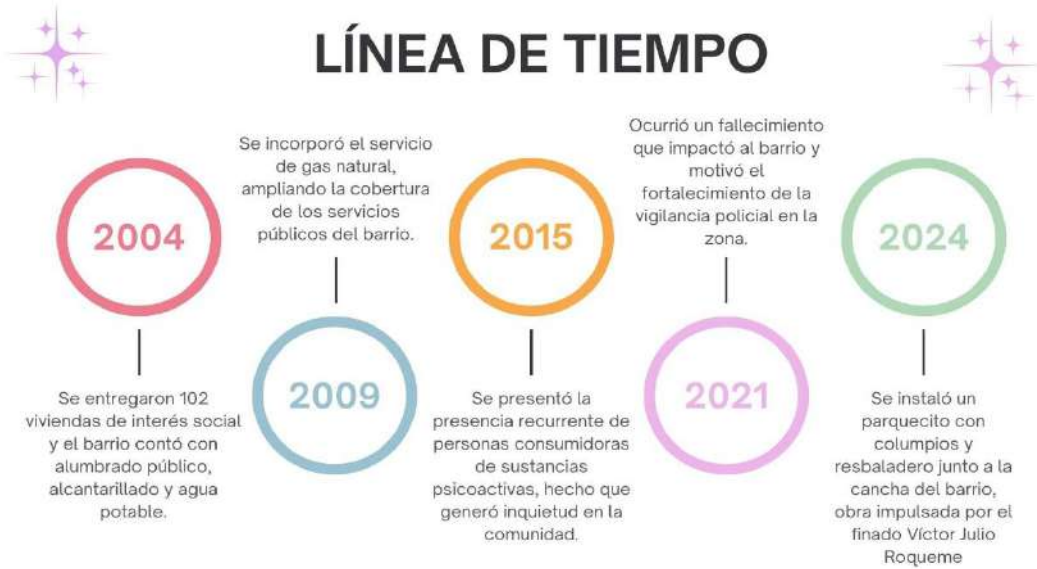 LÍNEA DE TIEMPO
2004
Se entregaron 102
viviendas de interés social
y el barrio contó con
alumbrado público,
alcantarillado y agua
potable.
Se incorporó el servicio
de gas natural,
ampliando la cobertura
de los servicios
públicos del barrio.
2009
2015
Se presentó la
presencia recurrente de
personas consumidoras
de sustancias
psicoactivas, hecho que
generó inquietud en la
comunidad.
Ocurrió un fallecimiento
que impactó al barrio y
motivó el
fortalecimiento de la
vigilancia policial en la
zona.
2021
2024
Se instaló un
parquecito con
columpios y
resbaladero junto a la
cancha del barrio,
obra impulsada por el
finado Víctor Julio
Roqueme